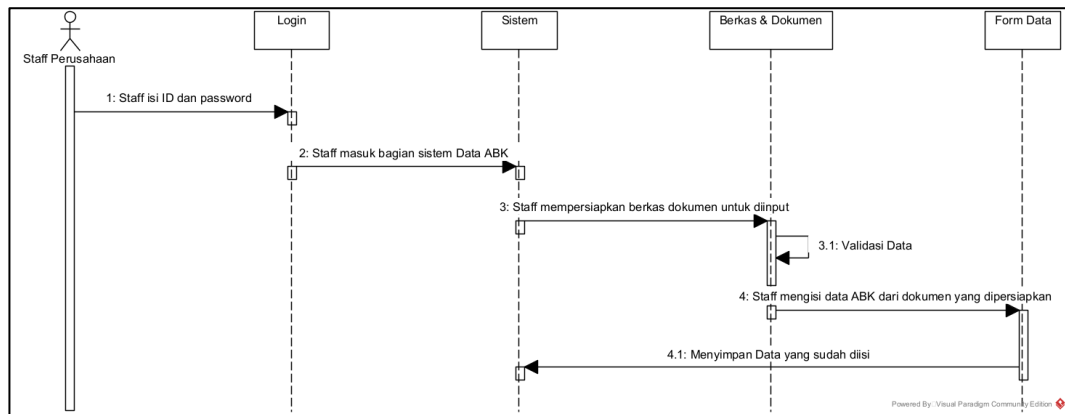 Login
Sistem
Berkas & Dokumen
Form Data
Staff Perusahaan
1: Staff isi ID dan password
2: Staff masuk bagian sistem Data ABK
3: Staff mempersiapkan berkas dokumen untuk diinput
3.1: Validasi Data
4: Staff mengisi data ABK dari dokumen yang dipersiapkan
4.1: Menyimpan Data yang sudah diisi
Powered By: Visual Paradigm Community Edition